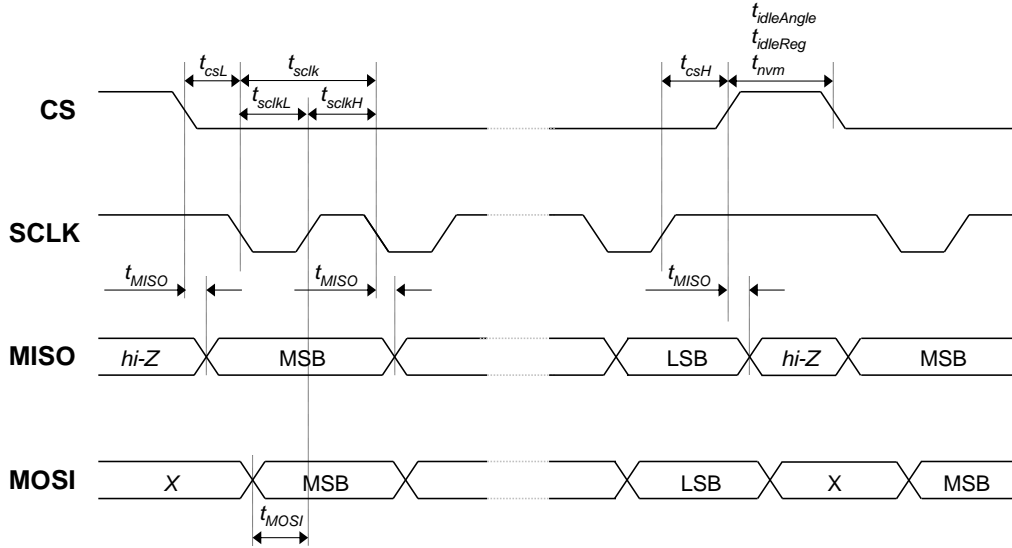 t_idleAngle
t_idleReg
t_csL t_sclk t_csH t_nvm
t_sclkL t_sclkH
CS
SCLK
t_MISO t_MISO t_MISO
MISO hi-Z MSB LSB hi-Z MSB
MOSI X MSB LSB X MSB
t_MOSI